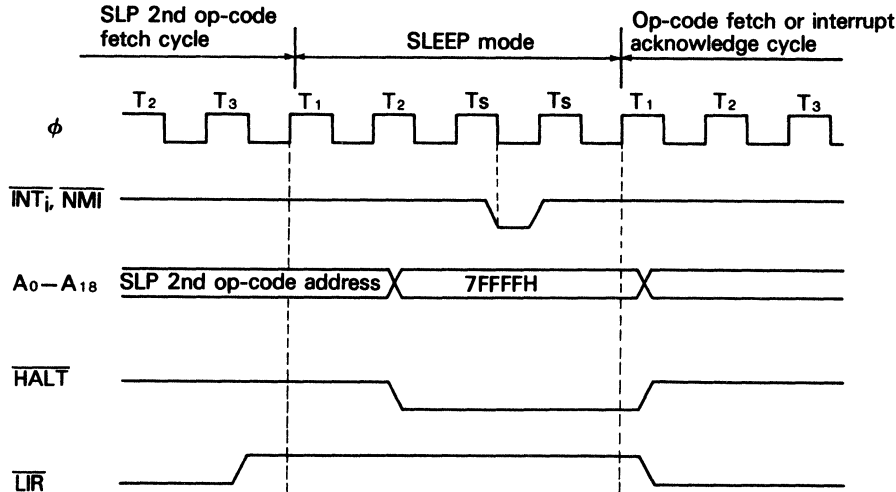 SLP 2nd op-code
fetch cycle
SLEEP mode
Op-code fetch or interrupt
acknowledge cycle
T2 T3 T1 T2 Ts Ts T1 T2 T3
φ
INTi, NMI
A0–A18 SLP 2nd op-code address 7FFFFH
HALT
LIR